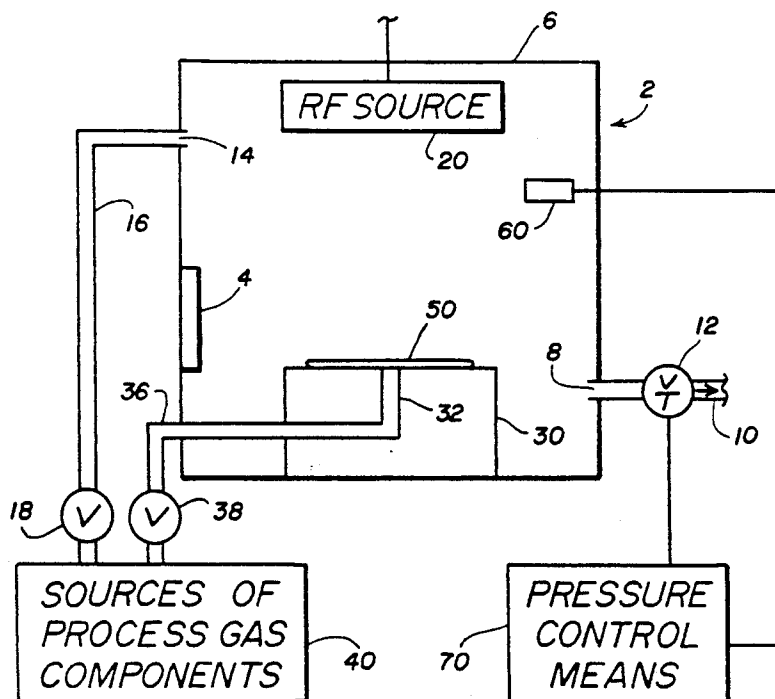 6
RF SOURCE
2
14
20
16
60
4
50
12
8
V
T
36
32
30
10
18
V
V
38
SOURCES OF
PROCESS GAS
COMPONENTS
40
70
PRESSURE
CONTROL
MEANS